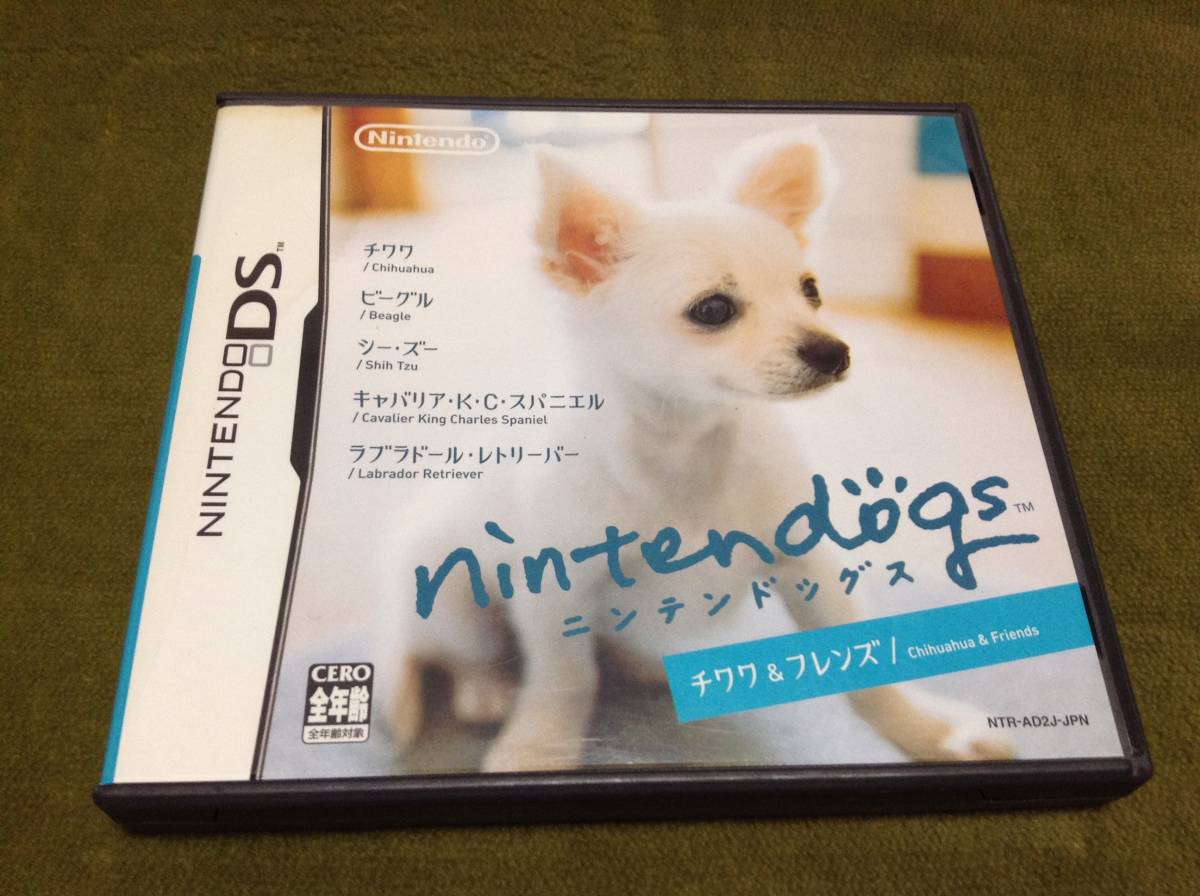 NINTENDO DS™
Nintendo®
チワワ
/ Chihuahua
ビーグル
/ Beagle
シー・ズー
/ Shih Tzu
キャバリア・K・C・スパニエル
/ Cavalier King Charles Spaniel
ラブラドール・レトリーバー
/ Labrador Retriever
nintendogs™
ニンテンドッグス
チワワ&フレンズ / Chihuahua & Friends
CERO
全年齢
全年齢対象
NTR-AD2J-JPN